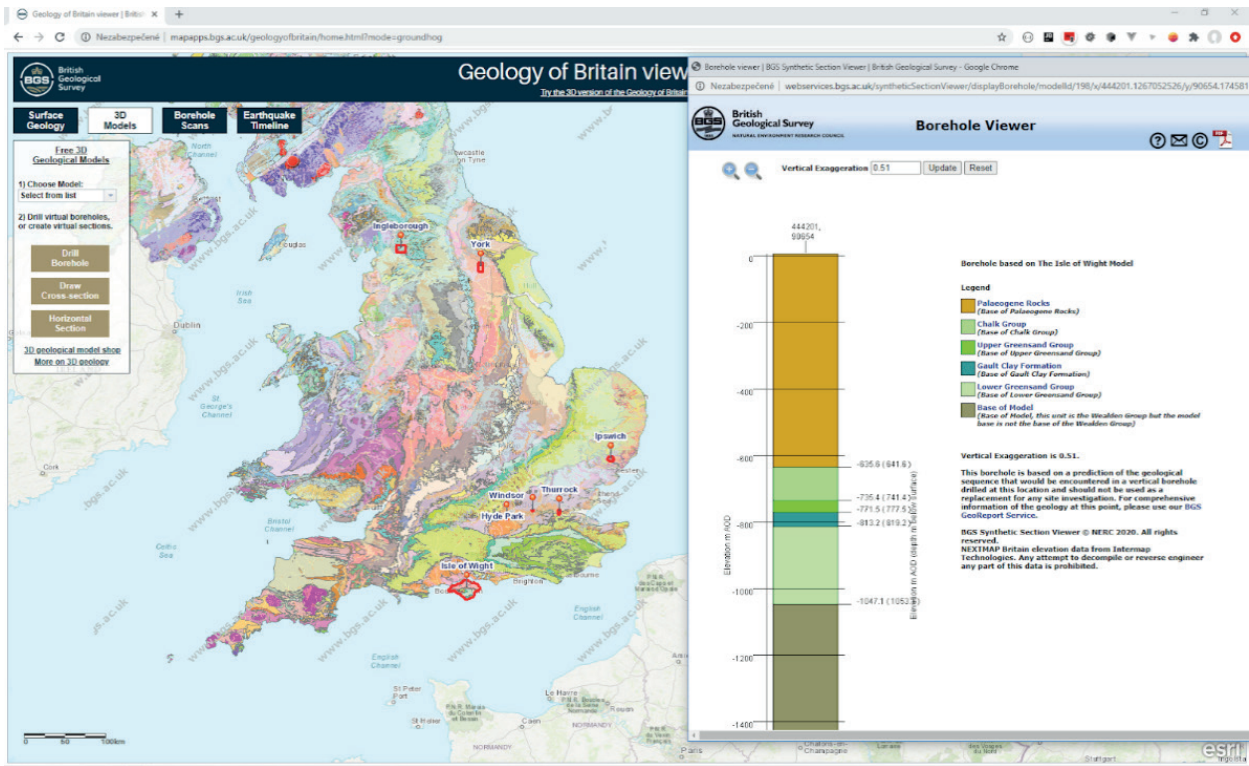 Geology of Britain viewer | Britis
Nezabezpečené | mapapps.bgs.ac.uk/geologyofbritain/home.html?mode=groundhog
BGS
British
Geological
Survey
Geology of Britain view
Try the 3D version of the Geology of Britain
Surface
Geology
3D
Models
Borehole
Scans
Earthquake
Timeline
Free 3D
Geological Models
1) Choose Model:
Select from list
2) Drill virtual boreholes,
or create virtual sections.
Drill
Borehole
Draw
Cross-section
Horizontal
Section
3D geological model shop
More on 3D geology
North
Channel
Belfast
Douglas
Irish
Sea
Dublin
St
George's
Channel
Cork
Bristol
Channel
Celtic
Sea
Ingleborough
York
Ipswich
Windsor
Thurrock
Hyde Park
Isle of Wight
Brighton
English
Channel
English
Channel
St Peter
Port
Le Havre
Rouen
Caen
NORMANDY
NORMANDY
Paris
Stuttgart
www.bgs.ac.uk
0 50 100km
esri
Borehole viewer | BGS Synthetic Section Viewer | British Geological Survey - Google Chrome
Nezabezpečené | webservices.bgs.ac.uk/syntheticSectionViewer/displayBorehole/modelId/198/x/444201.1267052526/y/90654.174581
BGS
British
Geological Survey
NATURAL ENVIRONMENT RESEARCH COUNCIL
Borehole Viewer
Vertical Exaggeration 0.51 Update Reset
444201,
90654
0
-200
-400
-600
-800
-1000
-1200
-1400
Elevation m AOD
-635.6 (641.6)
-735.4 (741.4)
-771.5 (777.5)
-813.2 (819.2)
-1047.1 (1053.
Borehole based on The Isle of Wight Model
Legend
Palaeogene Rocks
(Base of Palaeogene Rocks)
Chalk Group
(Base of Chalk Group)
Upper Greensand Group
(Base of Upper Greensand Group)
Gault Clay Formation
(Base of Gault Clay Formation)
Lower Greensand Group
(Base of Lower Greensand Group)
Base of Model
(Base of Model, this unit is the Wealden Group but the model
base is not the base of the Wealden Group)
Vertical Exaggeration is 0.51.
This borehole is based on a prediction of the geological
sequence that would be encountered in a vertical borehole
drilled at this location and should not be used as a
replacement for any site investigation. For comprehensive
information of the geology at this point, please use our BGS
GeoReport Service.
BGS Synthetic Section Viewer © NERC 2020. All rights
reserved.
NEXTMAP Britain elevation data from Intermap
Technologies. Any attempt to decompile or reverse engineer
any part of this data is prohibited.